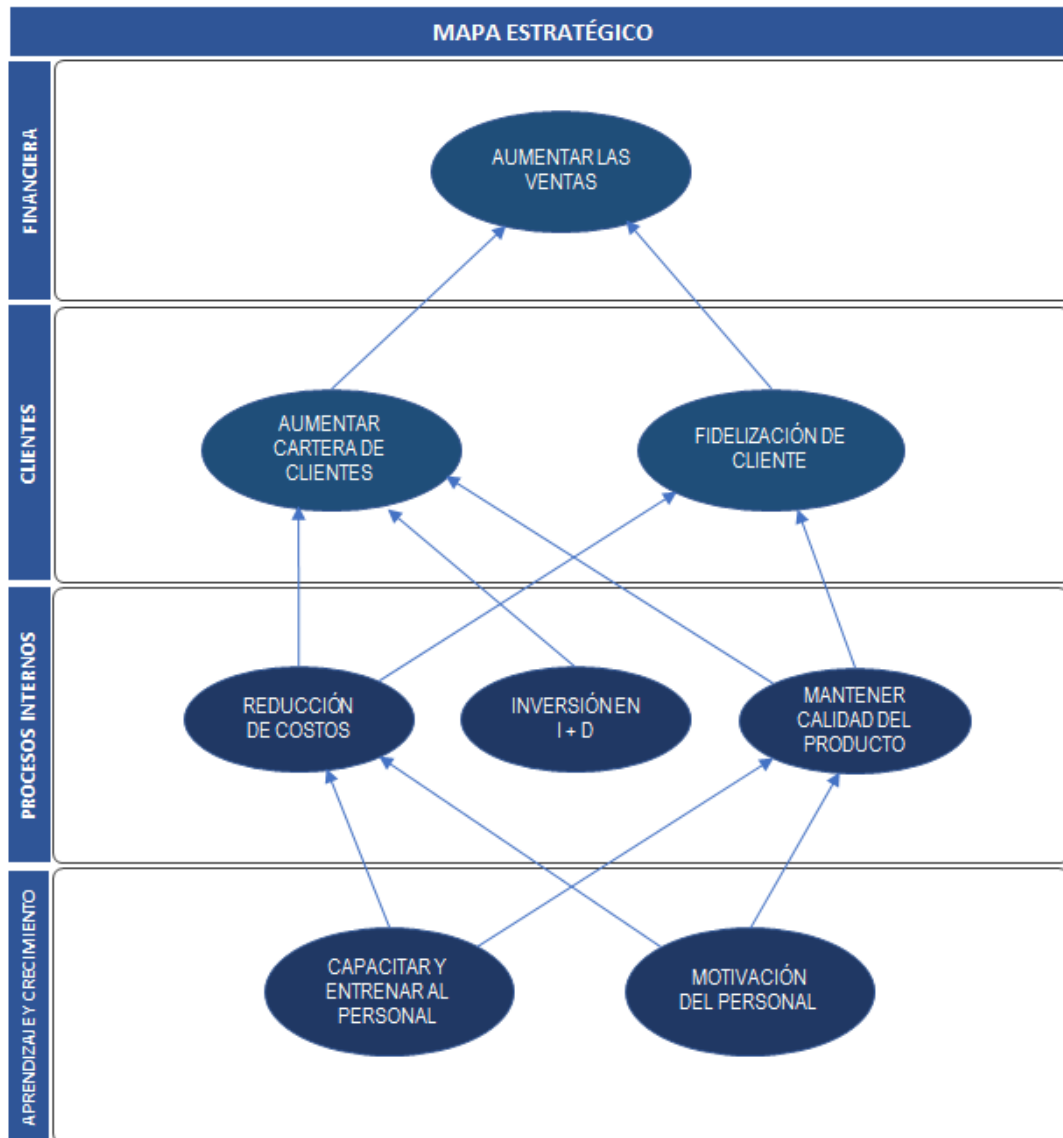 MAPA ESTRATÉGICO
FINANCIERA
AUMENTAR LAS
VENTAS
CLIENTES
AUMENTAR
CARTERA DE
CLIENTES
FIDELIZACIÓN DE
CLIENTE
PROCESOS INTERNOS
REDUCCIÓN
DE COSTOS
INVERSIÓN EN
I + D
MANTENER
CALIDAD DEL
PRODUCTO
APRENDIZAJE Y CRECIMIENTO
CAPACITAR Y
ENTRENAR AL
PERSONAL
MOTIVACIÓN
DEL PERSONAL